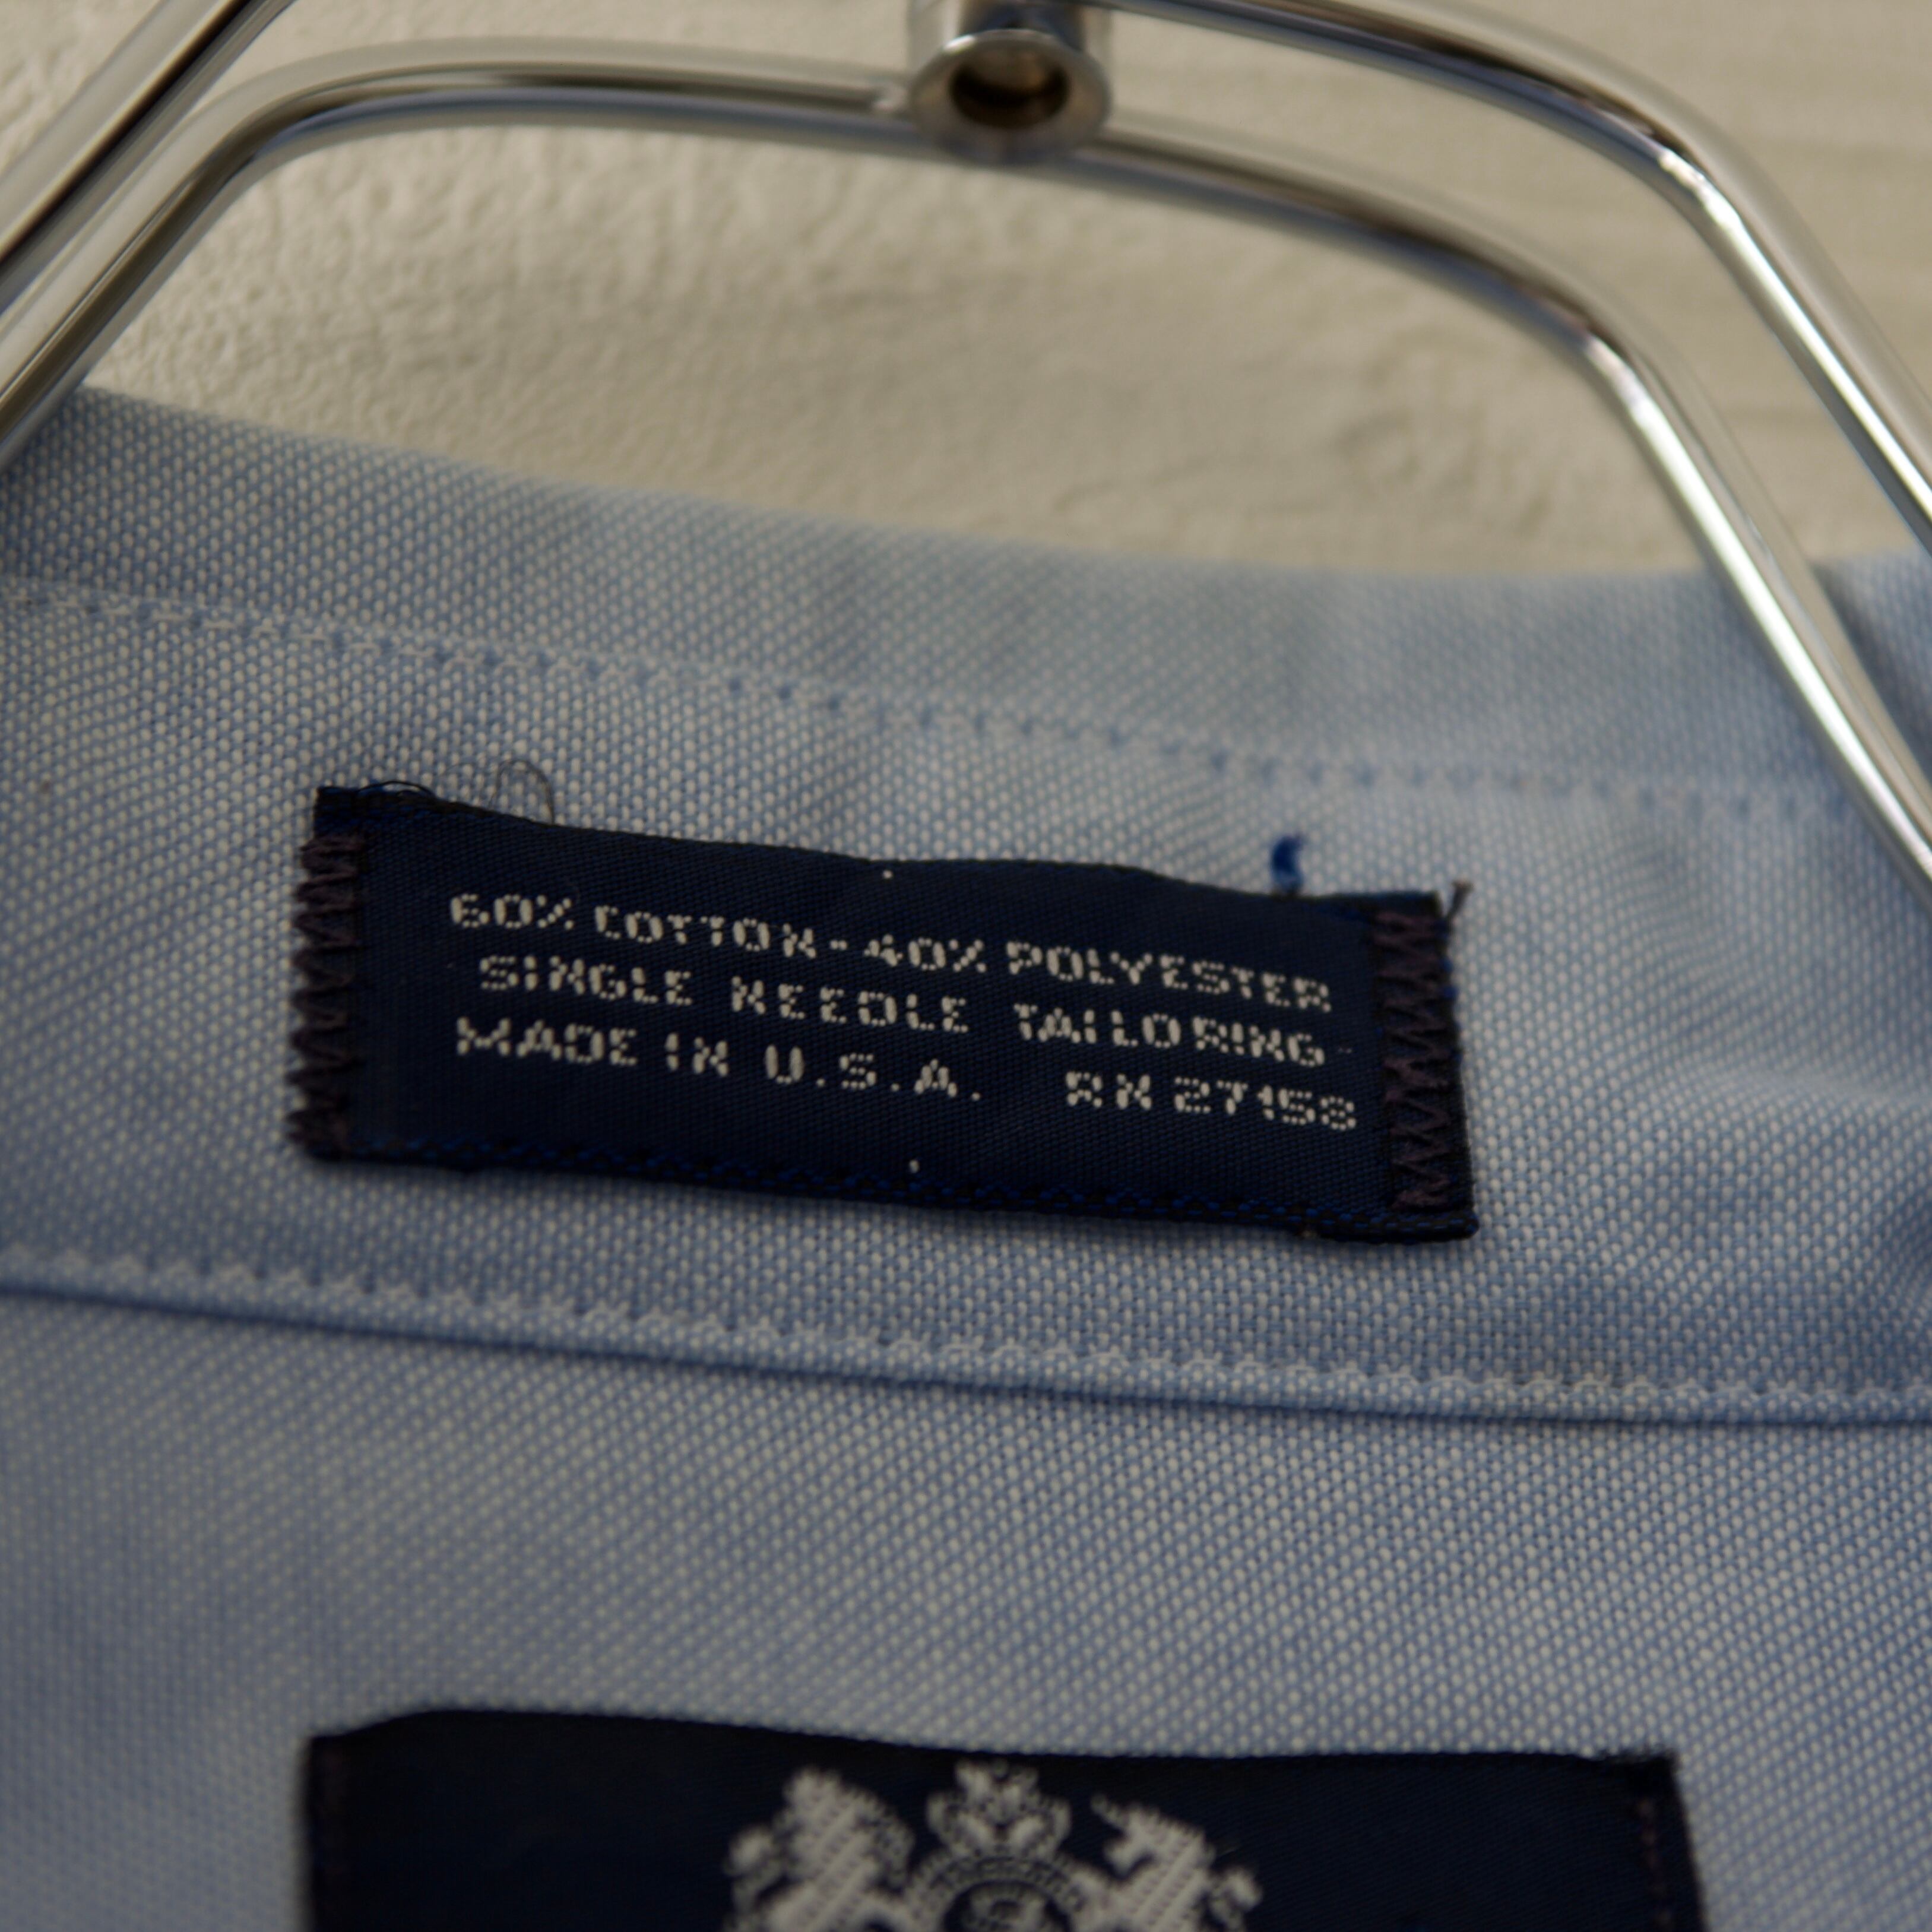 60% COTTON-40% POLYESTER
SINGLE NEEDLE TAILORING
MADE IN U.S.A. RN 27158